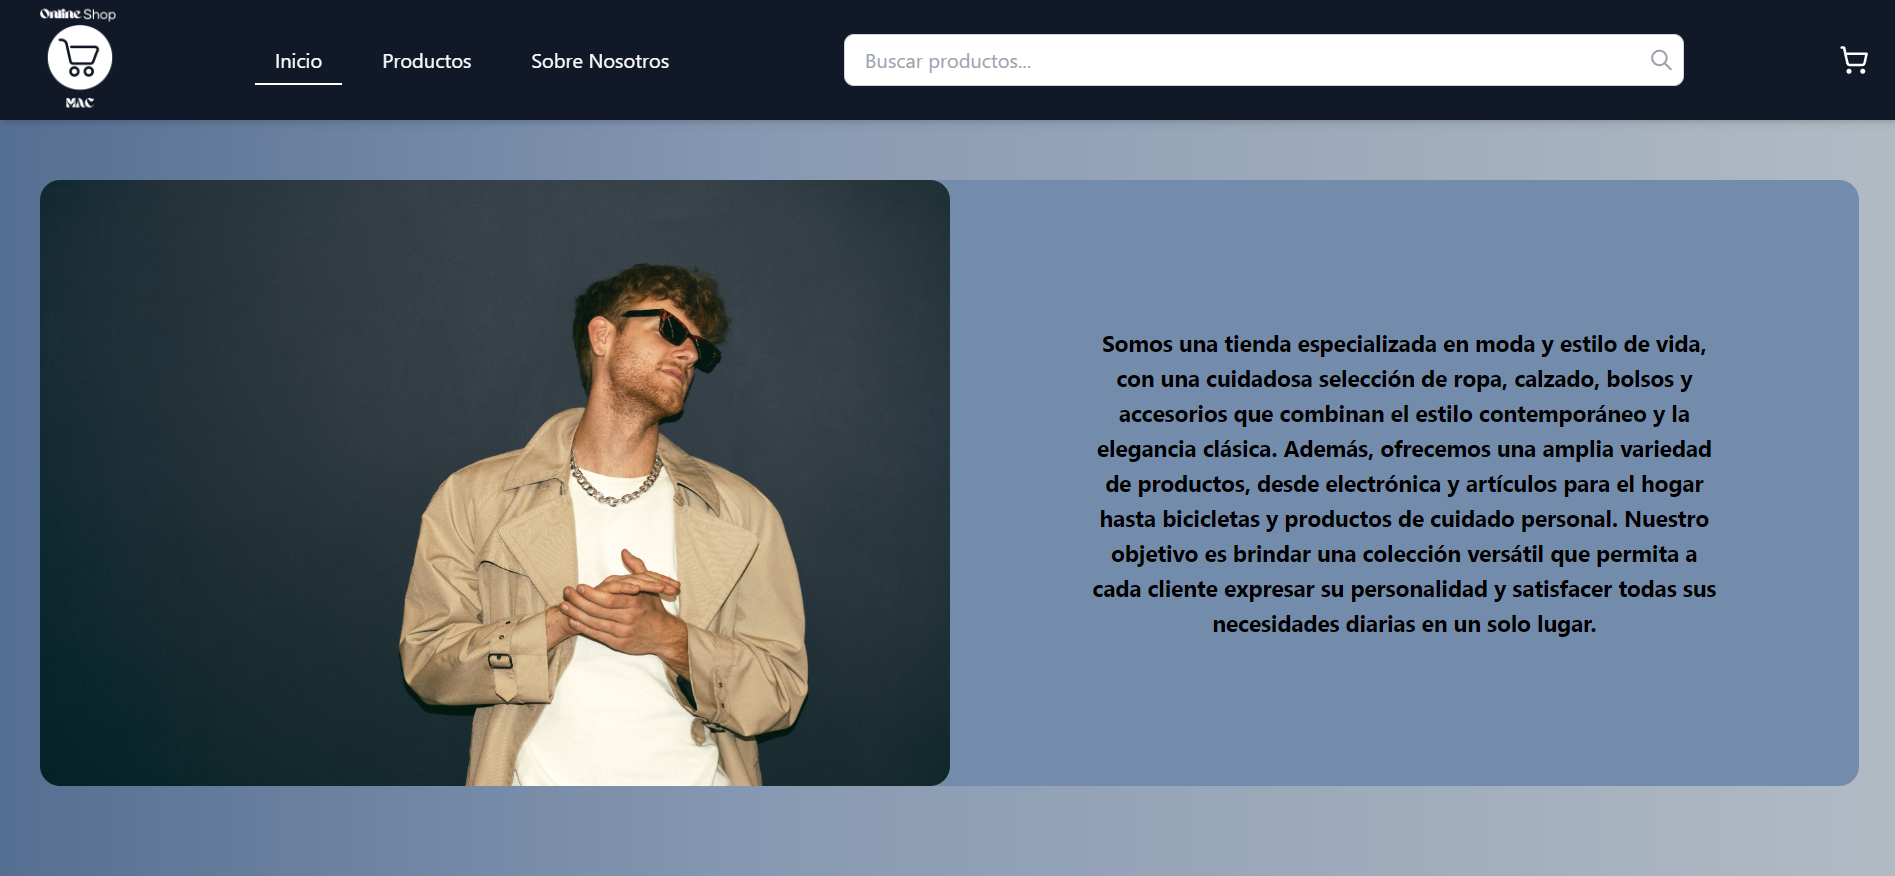 Online Shop
MAC
Inicio
Productos
Sobre Nosotros
Buscar productos...
Somos una tienda especializada en moda y estilo de vida,
con una cuidadosa selección de ropa, calzado, bolsos y
accesorios que combinan el estilo contemporáneo y la
elegancia clásica. Además, ofrecemos una amplia variedad
de productos, desde electrónica y artículos para el hogar
hasta bicicletas y productos de cuidado personal. Nuestro
objetivo es brindar una colección versátil que permita a
cada cliente expresar su personalidad y satisfacer todas sus
necesidades diarias en un solo lugar.